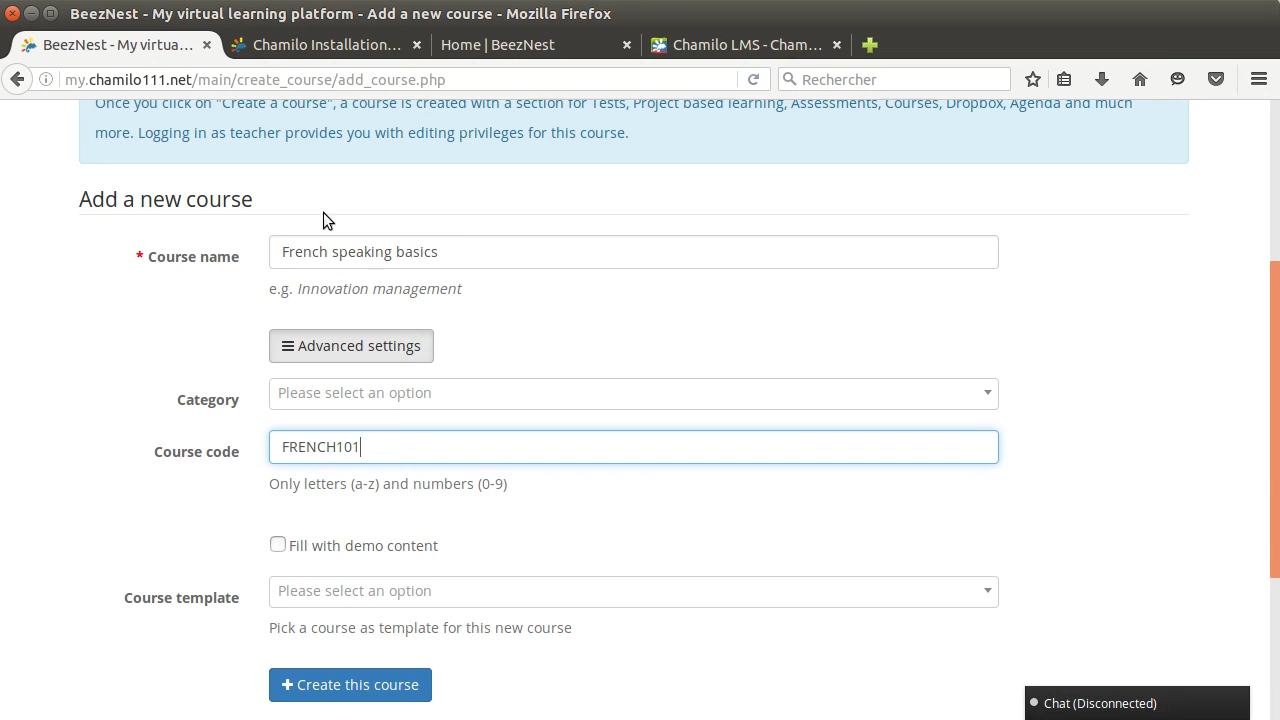 BeezNest - My virtual learning platform - Add a new course - Mozilla Firefox
BeezNest - My virtua... × Chamilo Installation... × Home | BeezNest × Chamilo LMS - Cham... ×
my.chamilo111.net/main/create_course/add_course.php Rechercher
Once you click on "Create a course", a course is created with a section for Tests, Project based learning, Assessments, Courses, Dropbox, Agenda and much
more. Logging in as teacher provides you with editing privileges for this course.
Add a new course
* Course name French speaking basics
e.g. Innovation management
Advanced settings
Category Please select an option
Course code FRENCH101
Only letters (a-z) and numbers (0-9)
Fill with demo content
Course template Please select an option
Pick a course as template for this new course
Create this course
Chat (Disconnected)